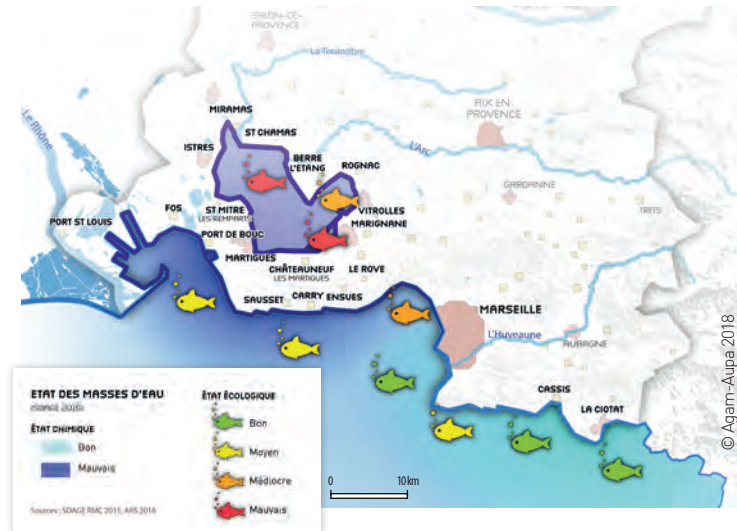 SALON-DE-
PROVENCE
La Touloubre
Le Rhône
MIRAMAS
AIX EN
PROVENCE
ST CHAMAS
ISTRES
BERRE
L'ETANG
L'Arc
ROGNAC
GARDANNE
FOS
ST MITRE
LES REMPARTS
VITROLLES
TRETS
PORT ST LOUIS
MARIGNANE
PORT DE BOUC
MARTIGUES
CHÂTEAUNEUF
LES MARTIGUES
LE ROVE
SAUSSET
CARRY
ENSUES
MARSEILLE
L'Huveaune
AUBAGNE
CASSIS
LA CIOTAT
© Agam-Aupa 2018
ETAT DES MASSES D'EAU
ÉTAT CHIMIQUE
Bon
Mauvais
ÉTAT ÉCOLOGIQUE
Bon
Moyen
Médiocre
Mauvais
Sources : SDAGE RMC 2015, ARS 2016
0
10km